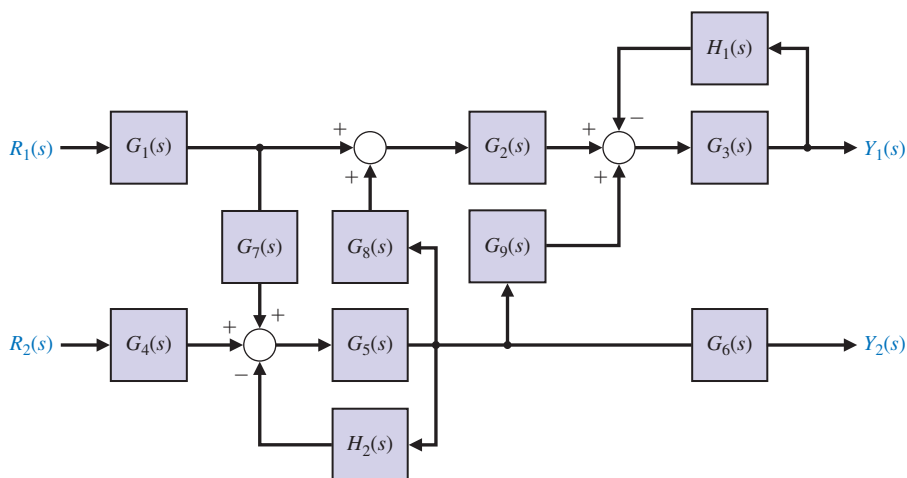 H₁(s)
−
R₁(s) G₁(s) + G₂(s) + G₃(s) Y₁(s)
+ +
G₇(s) G₈(s) G₉(s)
+ +
R₂(s) G₄(s) G₅(s) G₆(s) Y₂(s)
−
H₂(s)